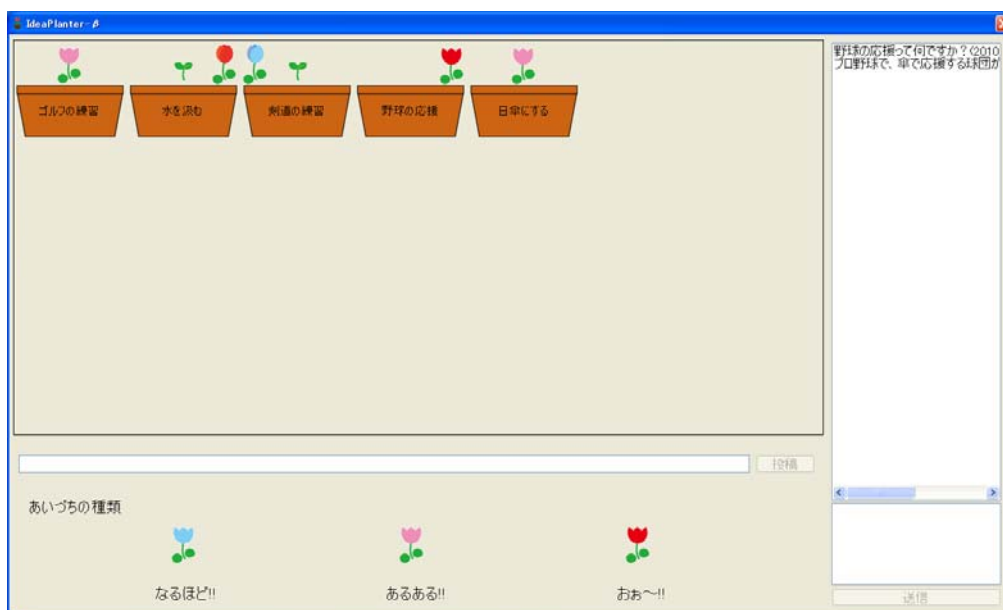 IdeaPlanter-β
ゴルフの練習
水を汲む
剣道の練習
野球の応援
日傘にする
野球の応援って何ですか？(2010
プロ野球で、傘で応援する球団が
投稿
あいづちの種類
なるほど!!
あるある!!
おぉ～!!
送信